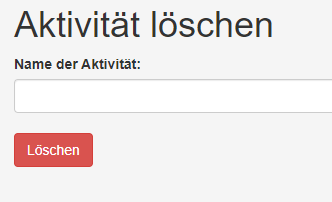 Aktivität löschen
Name der Aktivität:
Löschen